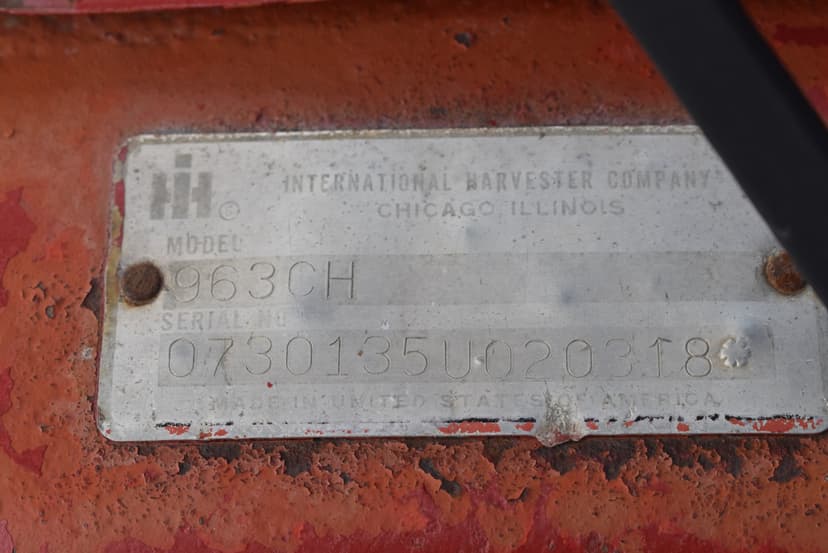 IH © INTERNATIONAL HARVESTER COMPANY
CHICAGO, ILLINOIS
MODEL
963CH
SERIAL NO
0730135U020318
MADE IN UNITED STATES OF AMERICA